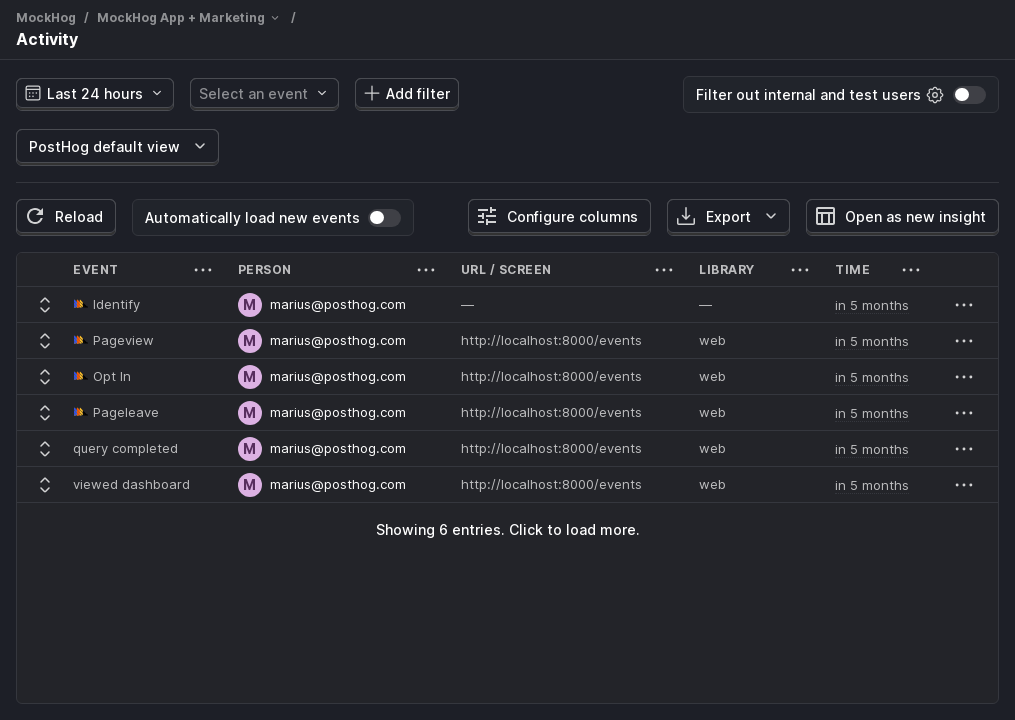 MockHog / MockHog App + Marketing /
Activity
Last 24 hours Select an event Add filter Filter out internal and test users
PostHog default view
Reload Automatically load new events Configure columns Export Open as new insight
EVENT PERSON URL / SCREEN LIBRARY TIME
Identify M marius@posthog.com — — in 5 months
Pageview M marius@posthog.com http://localhost:8000/events web in 5 months
Opt In M marius@posthog.com http://localhost:8000/events web in 5 months
Pageleave M marius@posthog.com http://localhost:8000/events web in 5 months
query completed M marius@posthog.com http://localhost:8000/events web in 5 months
viewed dashboard M marius@posthog.com http://localhost:8000/events web in 5 months
Showing 6 entries. Click to load more.